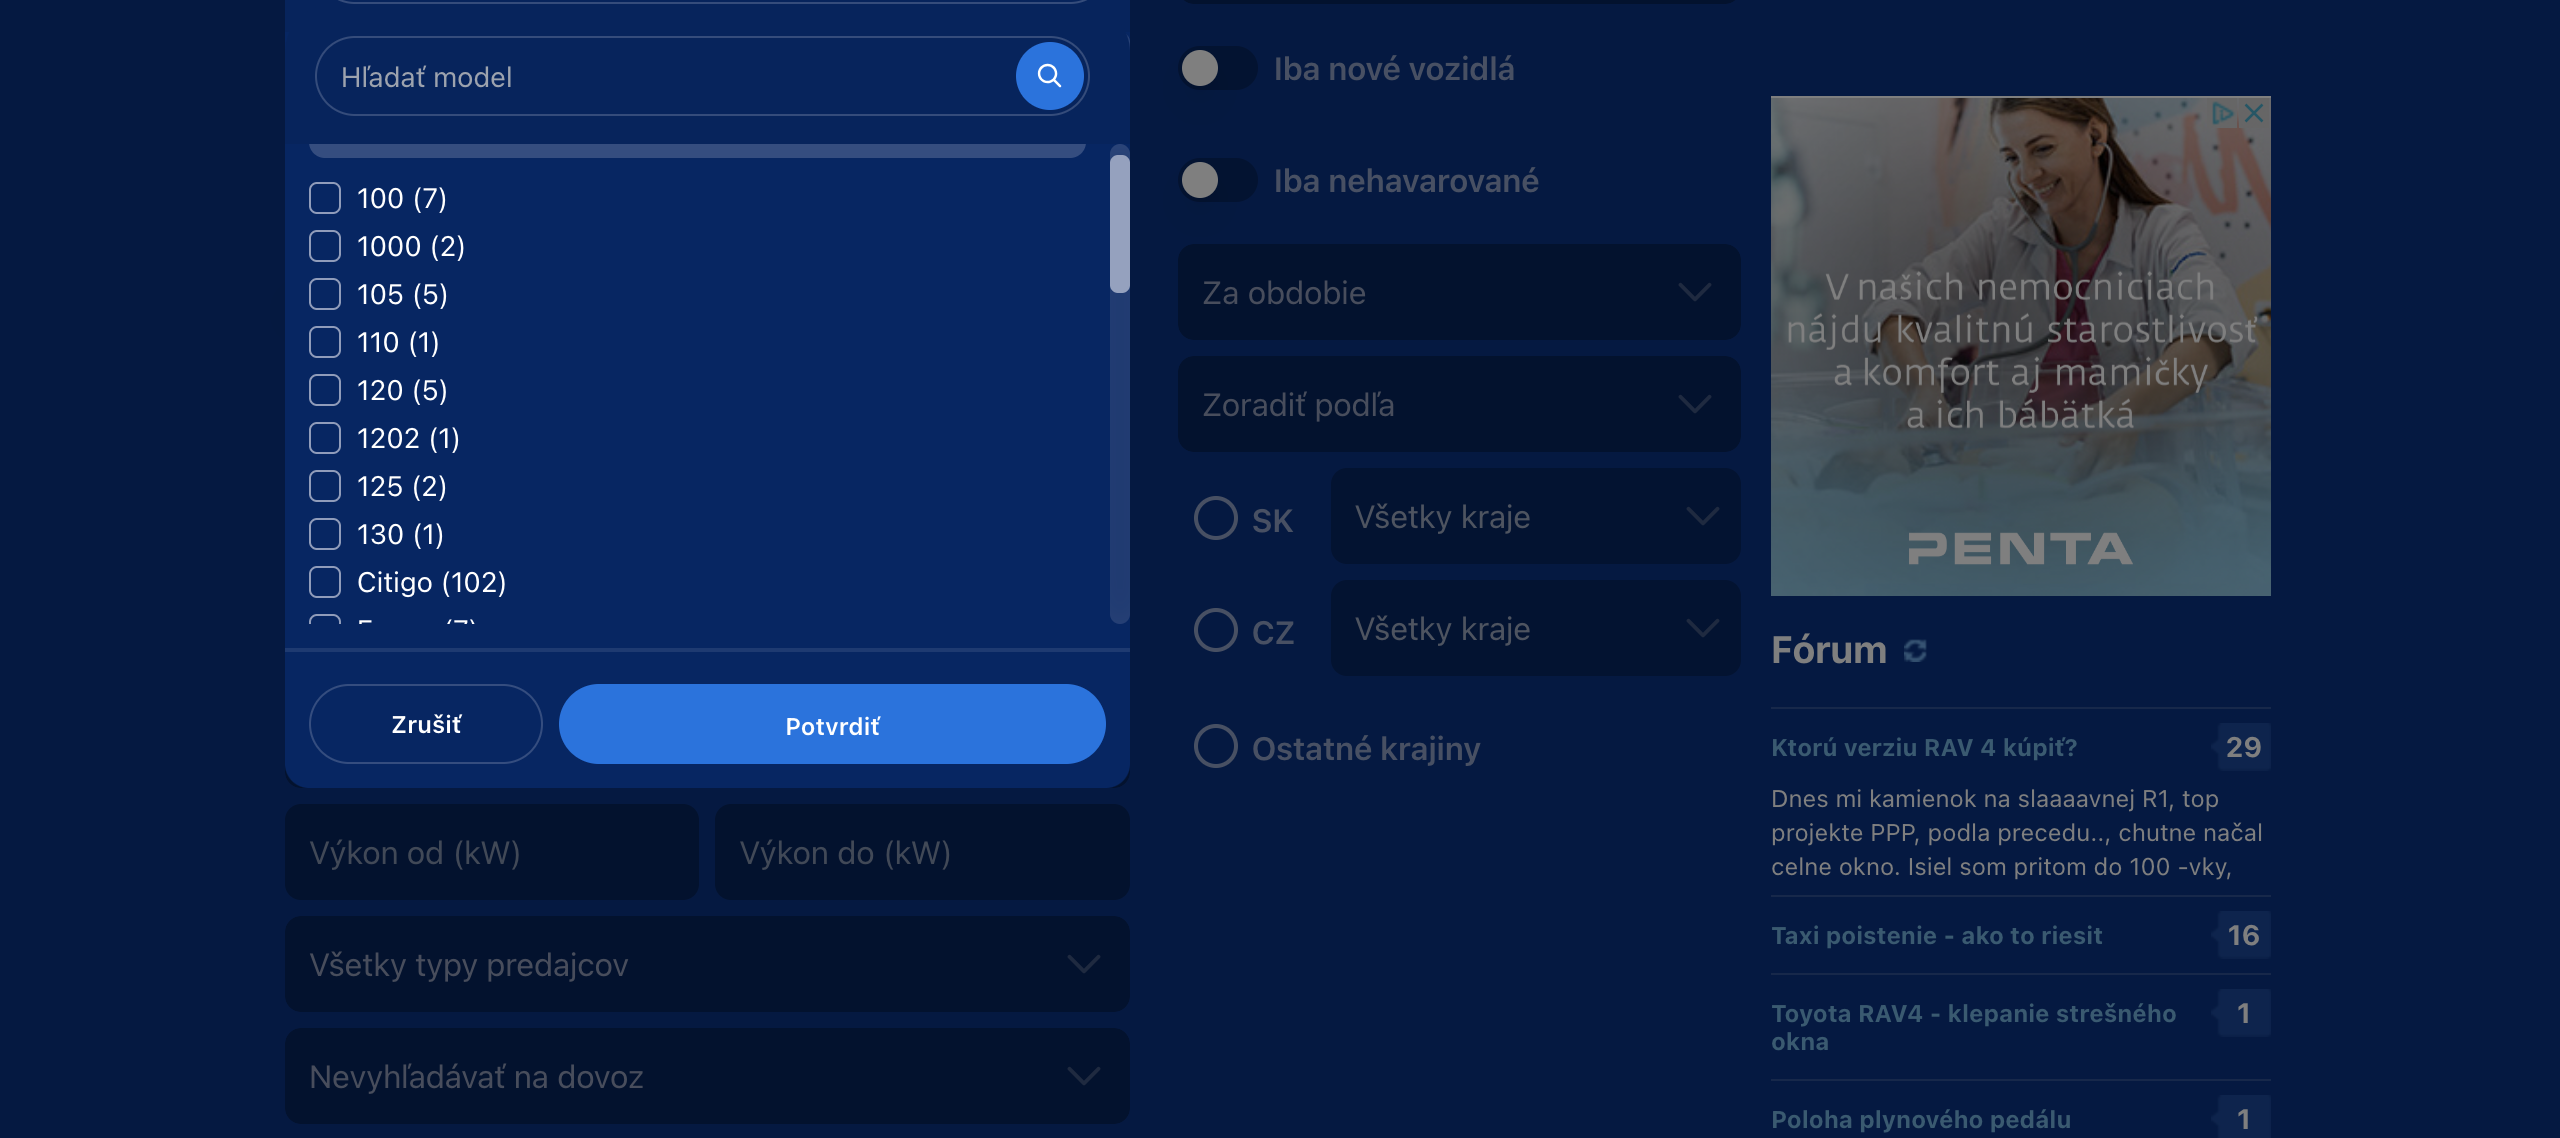 Hľadať model
100 (7)
1000 (2)
105 (5)
110 (1)
120 (5)
1202 (1)
125 (2)
130 (1)
Citigo (102)
Zrušiť
Potvrdiť
Výkon od (kW)
Výkon do (kW)
Všetky typy predajcov
Nevyhľadávať na dovoz
Iba nové vozidlá
Iba nehavarované
Za obdobie
Zoradiť podľa
SK
Všetky kraje
CZ
Všetky kraje
Ostatné krajiny
V našich nemocniciach
nájdu kvalitnú starostlivosť
a komfort aj mamičky
a ich bábätká
PENTA
Fórum
Ktorú verziu RAV 4 kúpiť?
29
Dnes mi kamienok na slaaaavnej R1, top
projekte PPP, podla precedu.., chutne načal
celne okno. Isiel som pritom do 100 -vky,
Taxi poistenie - ako to riesit
16
Toyota RAV4 - klepanie strešného
okna
1
Poloha plynového pedálu
1